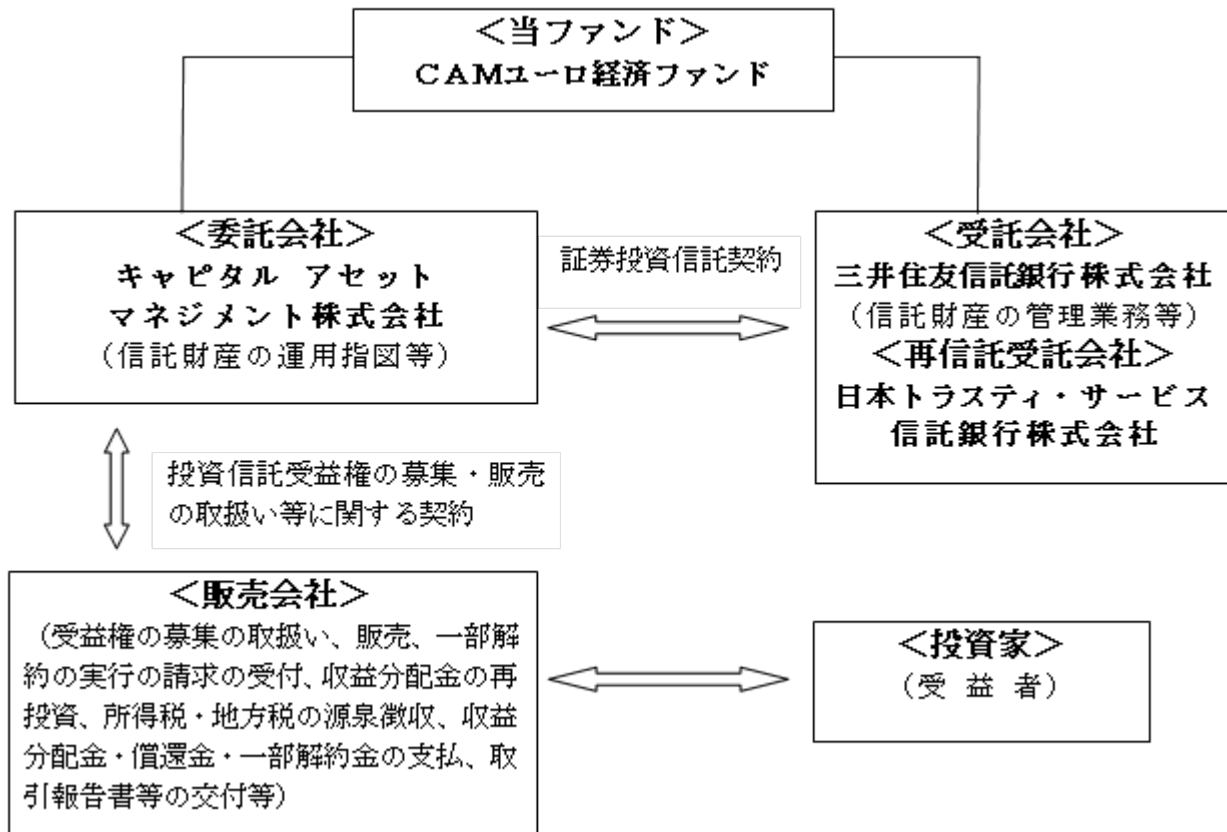 ＜当ファンド＞
ＣＡＭユーロ経済ファンド
＜委託会社＞
キャピタル アセット
マネジメント株式会社
（信託財産の運用指図等）
証券投資信託契約
＜受託会社＞
三井住友信託銀行株式会社
（信託財産の管理業務等）
＜再信託受託会社＞
日本トラスティ・サービス
信託銀行株式会社
投資信託受益権の募集・販売
の取扱い等に関する契約
＜販売会社＞
（受益権の募集の取扱い、販売、一部解
約の実行の請求の受付、収益分配金の再
投資、所得税・地方税の源泉徴収、収益
分配金・償還金・一部解約金の支払、取
引報告書等の交付等）
＜投資家＞
（受 益 者）